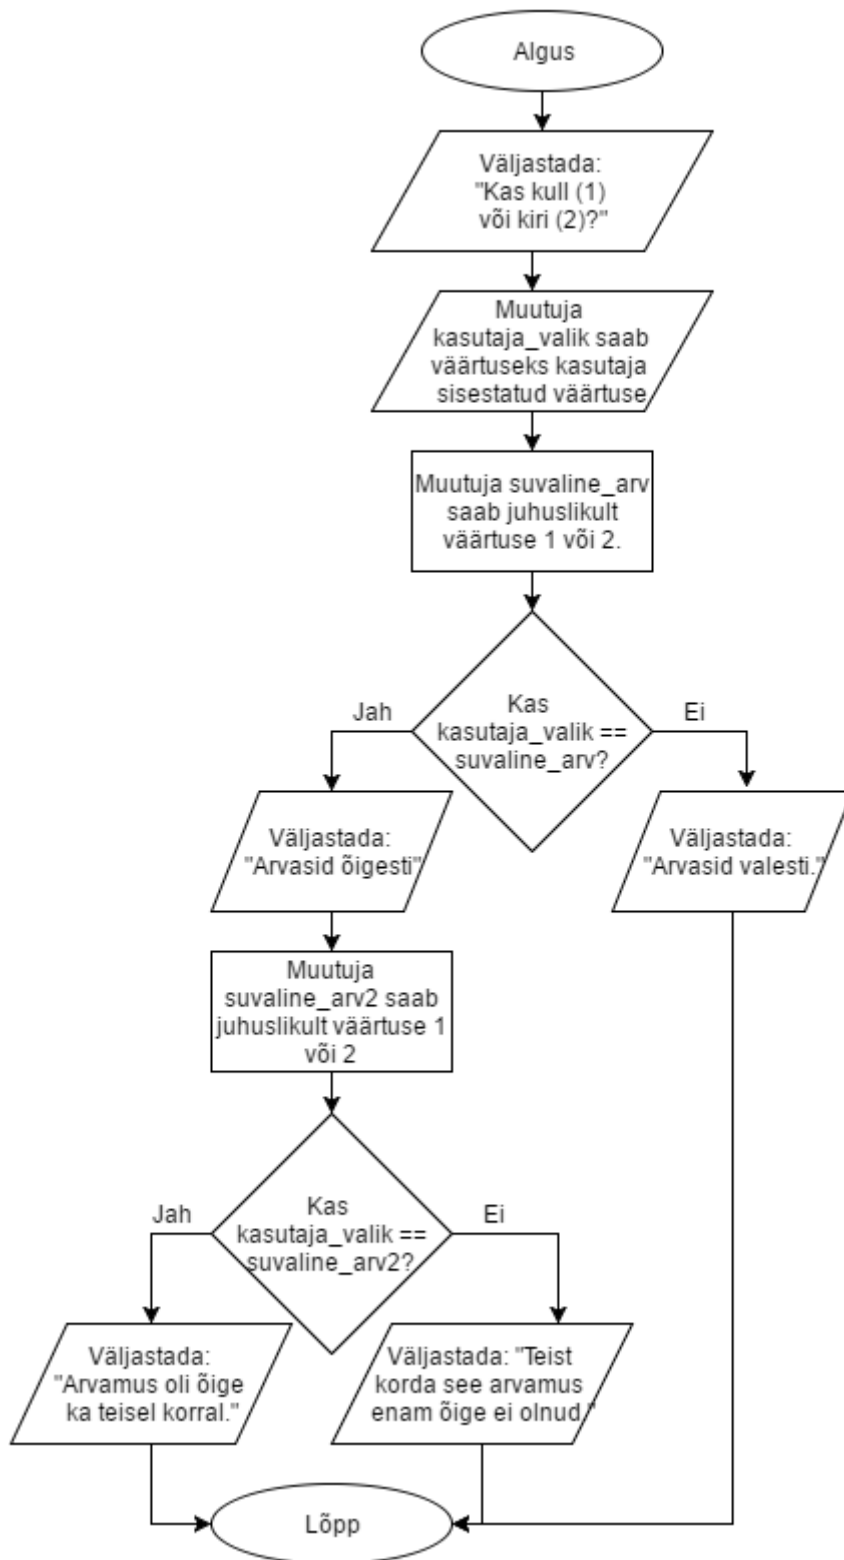 Algus
Väljastada:
"Kas kull (1)
või kiri (2)?"
Muutuja
kasutaja_valik saab
väärtuseks kasutaja
sisestatud väärtuse
Muutuja suvaline_arv
saab juhuslikult
väärtuse 1 või 2.
Kas
kasutaja_valik ==
suvaline_arv?
Jah
Ei
Väljastada:
"Arvasid õigesti"
Väljastada:
"Arvasid valesti."
Muutuja
suvaline_arv2 saab
juhuslikult väärtuse 1
või 2
Kas
kasutaja_valik ==
suvaline_arv2?
Jah
Ei
Väljastada:
"Arvamus oli õige
ka teisel korral."
Väljastada: "Teist
korda see arvamus
enam õige ei olnud."
Lõpp